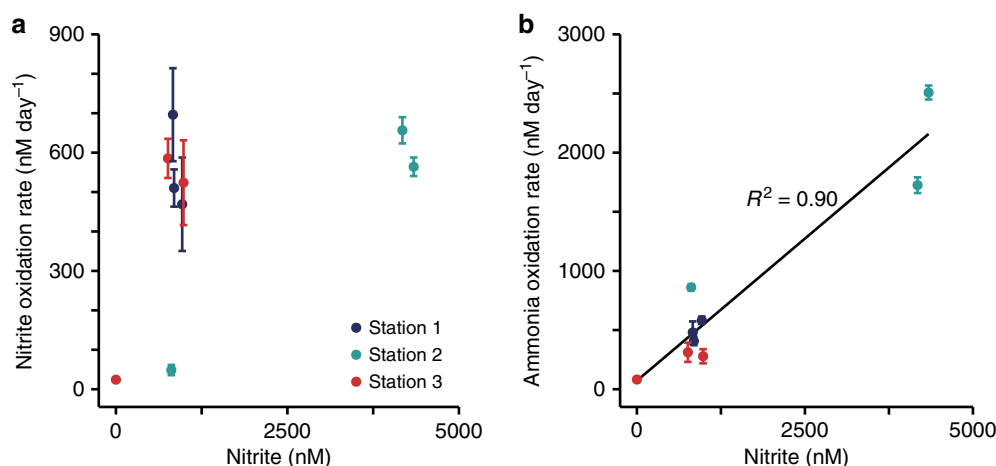 a
Nitrite oxidation rate (nM day⁻¹)
900
600
300
0
0
2500
5000
Nitrite (nM)
Station 1
Station 2
Station 3
b
Ammonia oxidation rate (nM day⁻¹)
3000
2000
1000
0
0
2500
5000
Nitrite (nM)
R² = 0.90